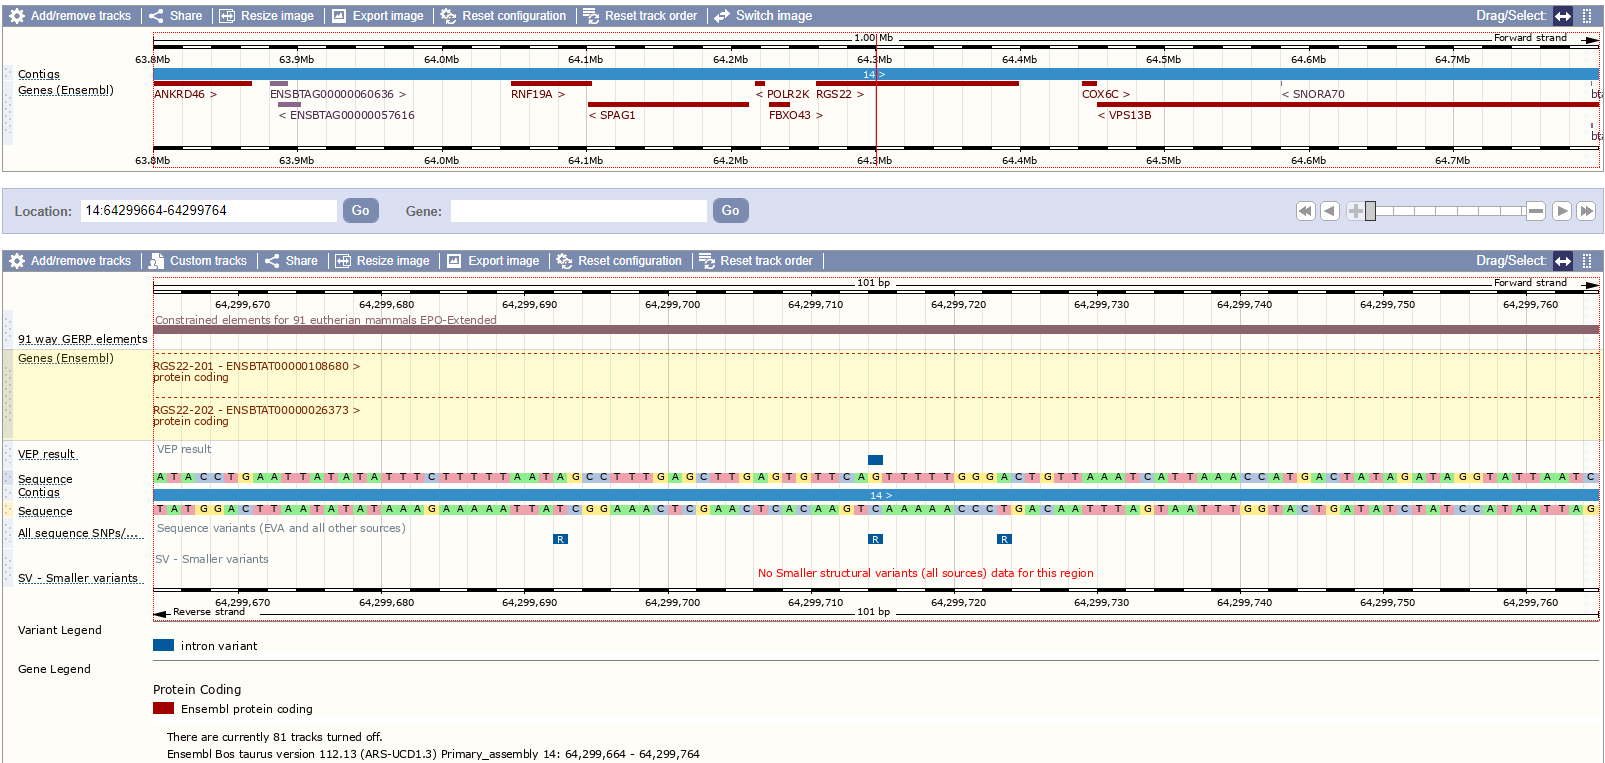 Add/remove tracks Share Resize image Export image Reset configuration Reset track order Switch image Drag/Select:
1.00 Mb Forward strand
63.8Mb 63.9Mb 64.0Mb 64.1Mb 64.2Mb 64.3Mb 64.4Mb 64.5Mb 64.6Mb 64.7Mb
Contigs 14 >
Genes (Ensembl)
ANKRD46 > ENSBTAG00000060636 > RNF19A > < POLR2K RGS22 > COX6C > < SNORA70
< ENSBTAG00000057616 < SPAG1 FBXO43 > < VPS13B
63.8Mb 63.9Mb 64.0Mb 64.1Mb 64.2Mb 64.3Mb 64.4Mb 64.5Mb 64.6Mb 64.7Mb
Location: 14:64299664-64299764 Go Gene: Go
Add/remove tracks Custom tracks Share Resize image Export image Reset configuration Reset track order Drag/Select:
101 bp Forward strand
64,299,670 64,299,680 64,299,690 64,299,700 64,299,710 64,299,720 64,299,730 64,299,740 64,299,750 64,299,760
Constrained elements for 91 eutherian mammals EPO-Extended
91 way GERP elements
Genes (Ensembl)
RGS22-201 - ENSBTAT00000108680 >
protein coding
RGS22-202 - ENSBTAT00000026373 >
protein coding
VEP result VEP result
Sequence A T A C C T G A A T T A T A T A T T T C T T T T T A A T A G C C T T T G A G C T T G A G T G T T C A G T T T T T G G G A C T G T T A A A T C A T T A A A C C A T G A C T A T A G A T A G G T A T T A A T C
Contigs 14 >
Sequence T A T G G A C T T A A T A T A T A A A G A A A A A T T A T C G G A A A C T C G A A C T C A C A A G T C A A A A A C C C T G A C A A T T T A G T A A T T T G G T A C T G A T A T C T A T C C A T A A T T A G
All sequence SNPs/... Sequence variants (EVA and all other sources)
R R R
SV - Smaller variants
SV - Smaller variants No Smaller structural variants (all sources) data for this region
64,299,670 64,299,680 64,299,690 64,299,700 64,299,710 64,299,720 64,299,730 64,299,740 64,299,750 64,299,760
Reverse strand 101 bp
Variant Legend
intron variant
Gene Legend
Protein Coding
Ensembl protein coding
There are currently 81 tracks turned off.
Ensembl Bos taurus version 112.13 (ARS-UCD1.3) Primary_assembly 14: 64,299,664 - 64,299,764